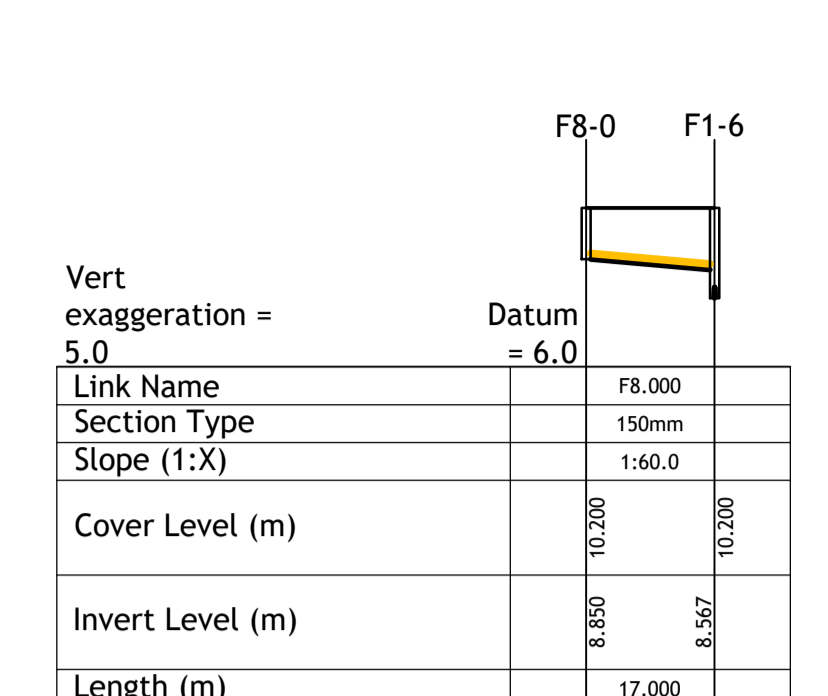 F8-0 F1-6
Vert
exaggeration =
5.0
Datum
= 6.0
Link Name F8.000
Section Type 150mm
Slope (1:X) 1:60.0
Cover Level (m) 10.200 10.200
Invert Level (m) 8.850 8.567
Length (m) 17.000